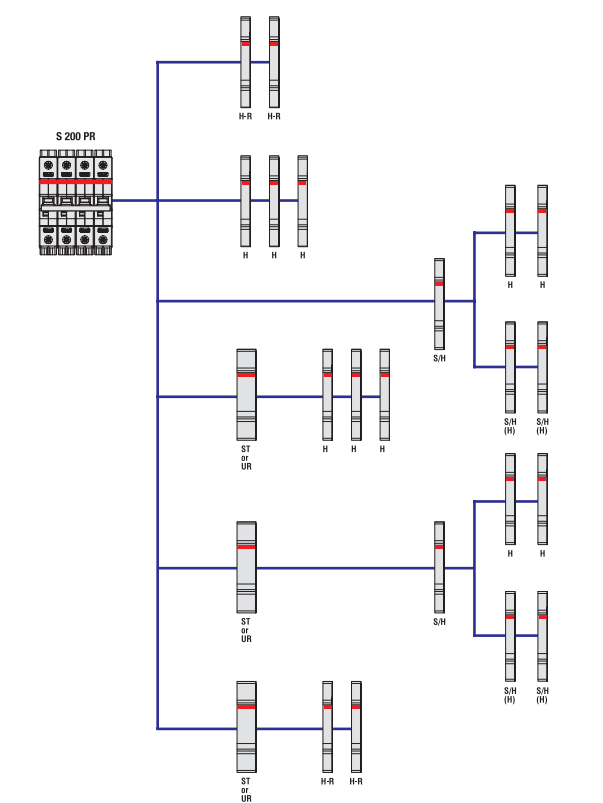 H-R H-R
S 200 PR
H H H
H H
S/H
S/H S/H
(H) (H)
ST H H H
or
UR
H H
ST S/H
or
UR
S/H S/H
(H) (H)
ST H-R H-R
or
UR